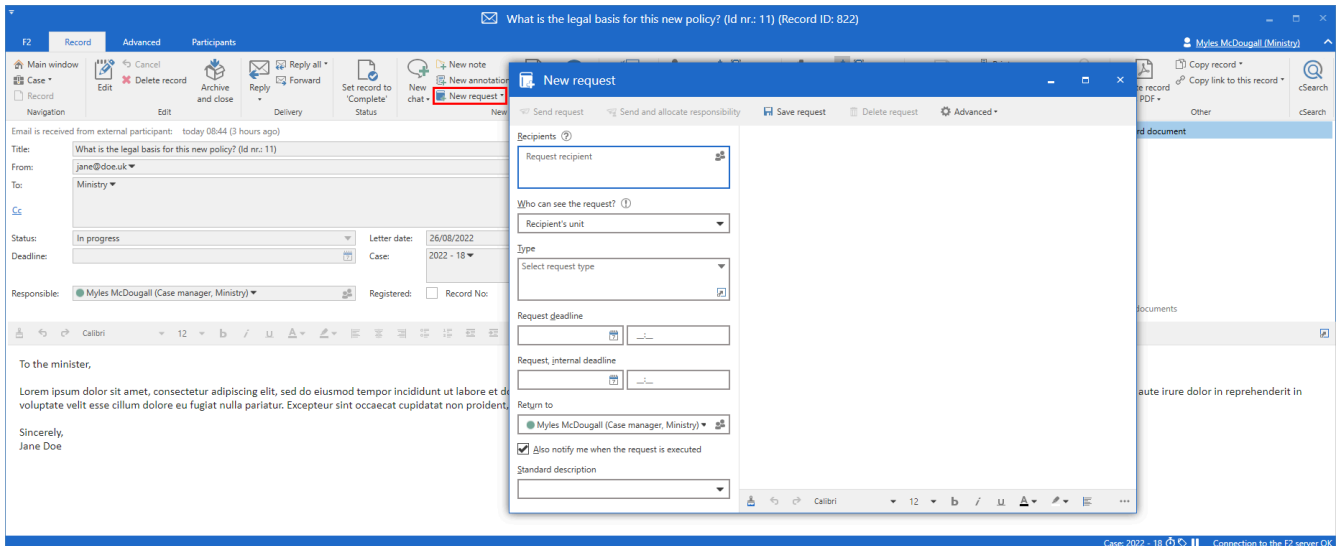 What is the legal basis for this new policy? (Id nr.: 11) (Record ID: 822)
F2 Record Advanced Participants
Myles McDougall (Ministry)
Main window
Case
Record
Navigation
Edit
Cancel
Delete record
Archive and close
Edit
Reply
Reply all
Forward
Delivery
Set record to 'Complete'
Status
New chat
New note
New annotation
New request
New
PDF
Copy record
Copy link to this record
Other
cSearch
cSearch
Email is received from external participant: today 08:44 (3 hours ago)
Title: What is the legal basis for this new policy? (Id nr.: 11)
From: jane@doe.uk
To: Ministry
Cc
Status: In progress
Letter date: 26/08/2022
Deadline:
Case: 2022 - 18
Responsible: Myles McDougall (Case manager, Ministry)
Registered: Record No:
Calibri 12 b i u A
To the minister,
Lorem ipsum dolor sit amet, consectetur adipiscing elit, sed do eiusmod tempor incididunt ut labore et
aute irure dolor in reprehenderit in
voluptate velit esse cillum dolore eu fugiat nulla pariatur. Excepteur sint occaecat cupidatat non proident,
Sincerely,
Jane Doe
New request
Send request Send and allocate responsibility Save request Delete request Advanced
Recipients ?
Request recipient
Who can see the request?
Recipient's unit
Type
Select request type
Request deadline
__:__
Request, internal deadline
__:__
Return to
Myles McDougall (Case manager, Ministry)
Also notify me when the request is executed
Standard description
Calibri 12 b i u A
document
documents
Case: 2022 - 18
Connection to the F2 server OK